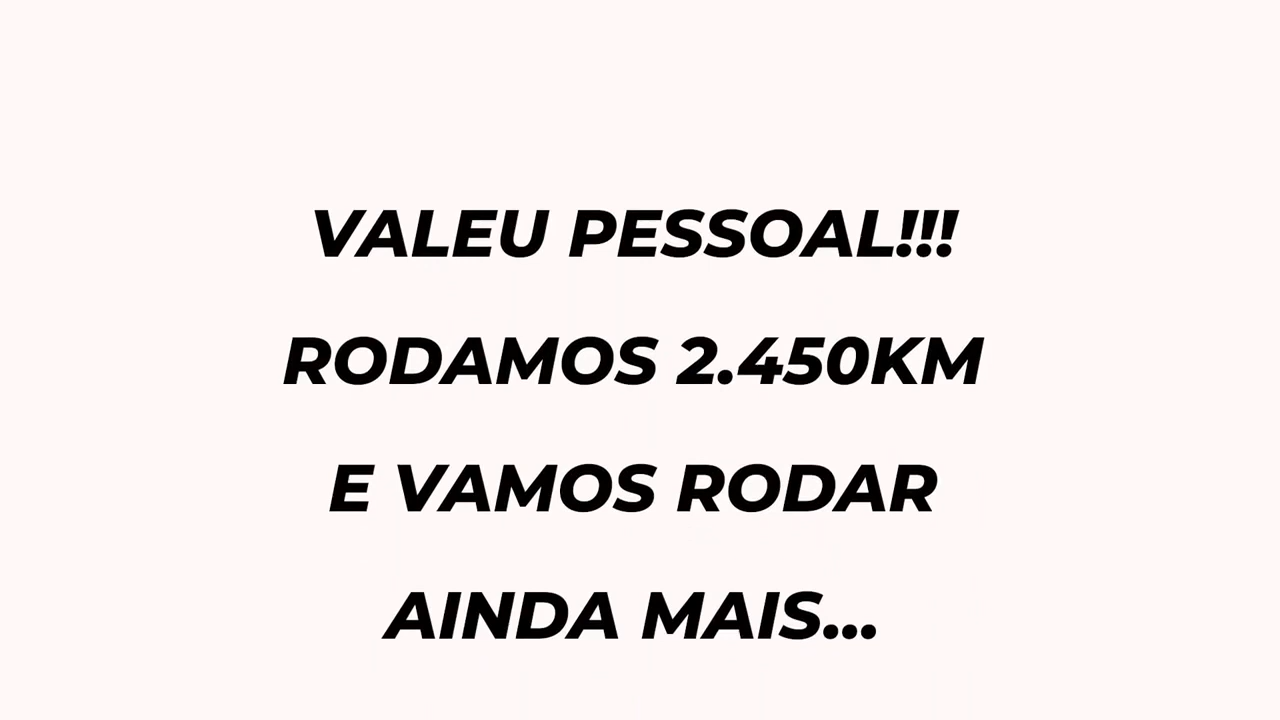 VALEU PESSOAL!!!
RODAMOS 2.450KM
E VAMOS RODAR
AINDA MAIS...